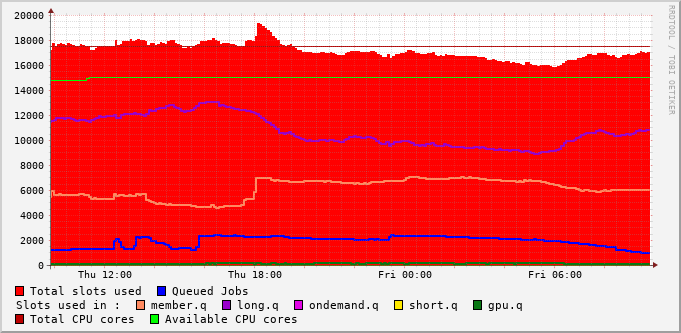 20000
18000
16000
14000
12000
10000
8000
6000
4000
2000
0
Thu 12:00 Thu 18:00 Fri 00:00 Fri 06:00
RRDTOOL / TOBI OETIKER
Total slots used Queued Jobs
Slots used in : member.q long.q ondemand.q short.q gpu.q
Total CPU cores Available CPU cores